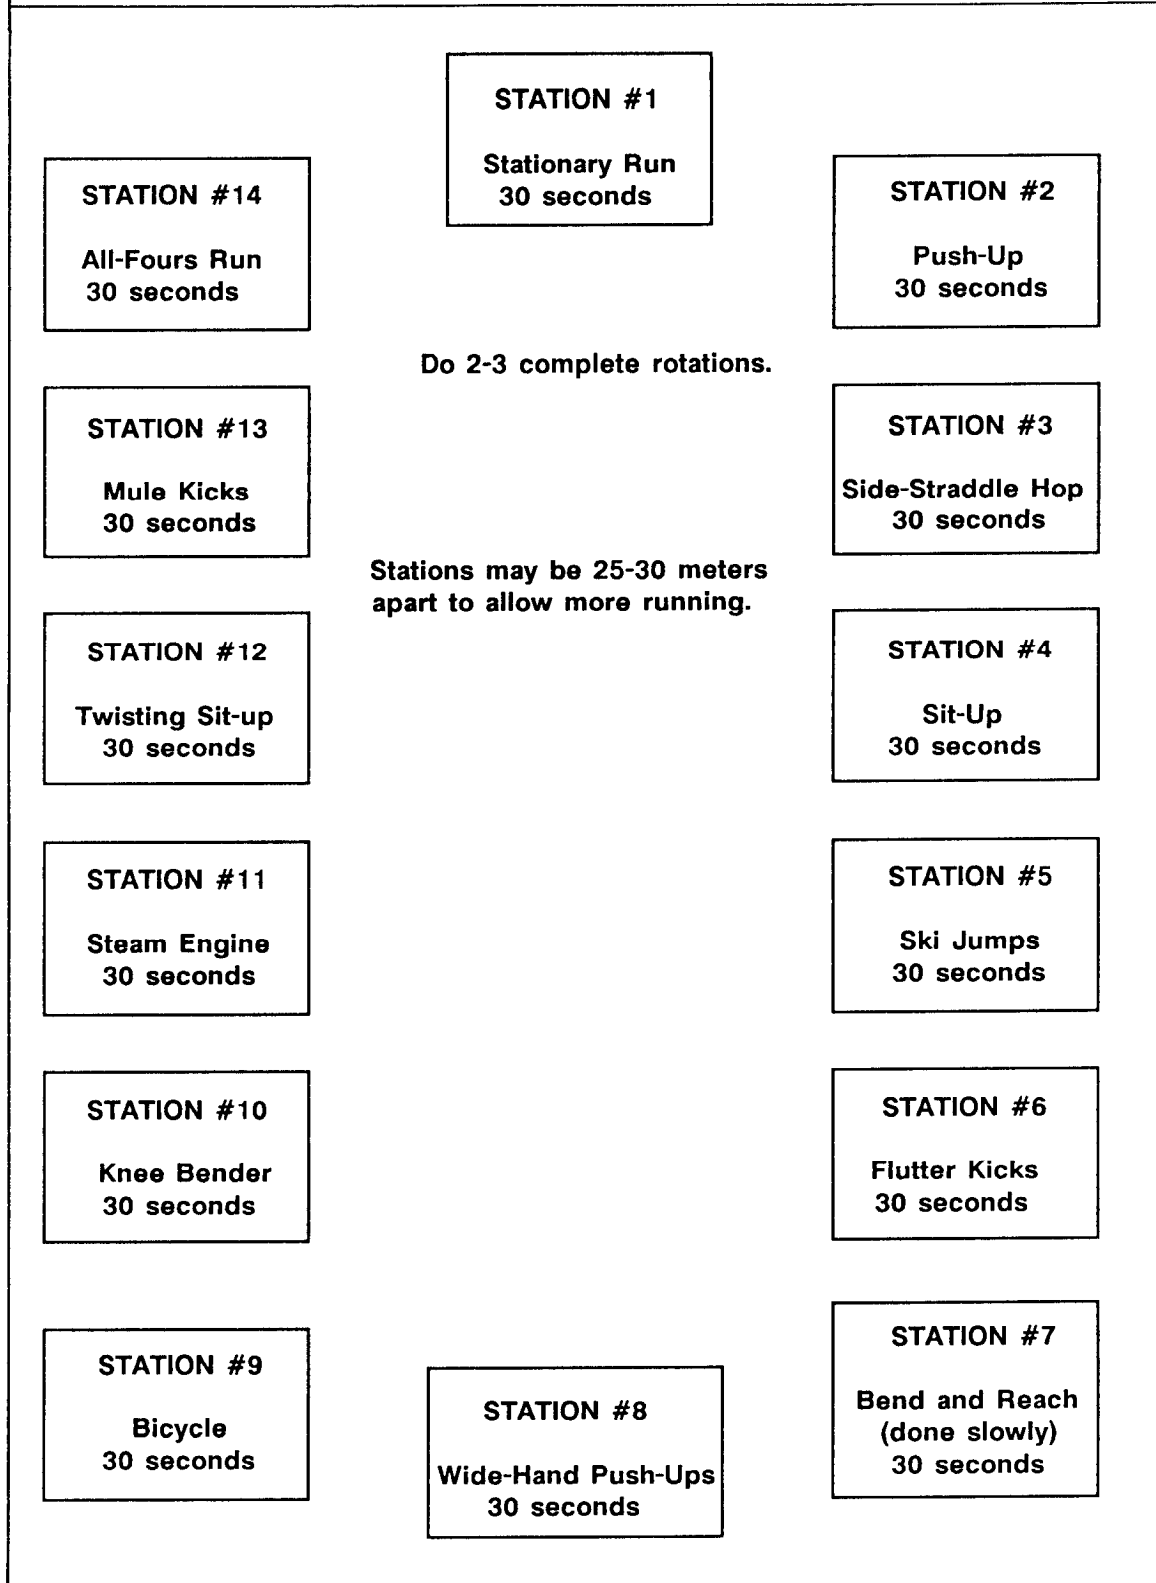 STATION #1
Stationary Run
30 seconds
STATION #2
Push-Up
30 seconds
STATION #3
Side-Straddle Hop
30 seconds
STATION #4
Sit-Up
30 seconds
STATION #5
Ski Jumps
30 seconds
STATION #6
Flutter Kicks
30 seconds
STATION #7
Bend and Reach
(done slowly)
30 seconds
STATION #8
Wide-Hand Push-Ups
30 seconds
STATION #9
Bicycle
30 seconds
STATION #10
Knee Bender
30 seconds
STATION #11
Steam Engine
30 seconds
STATION #12
Twisting Sit-up
30 seconds
STATION #13
Mule Kicks
30 seconds
STATION #14
All-Fours Run
30 seconds
Do 2-3 complete rotations.
Stations may be 25-30 meters
apart to allow more running.